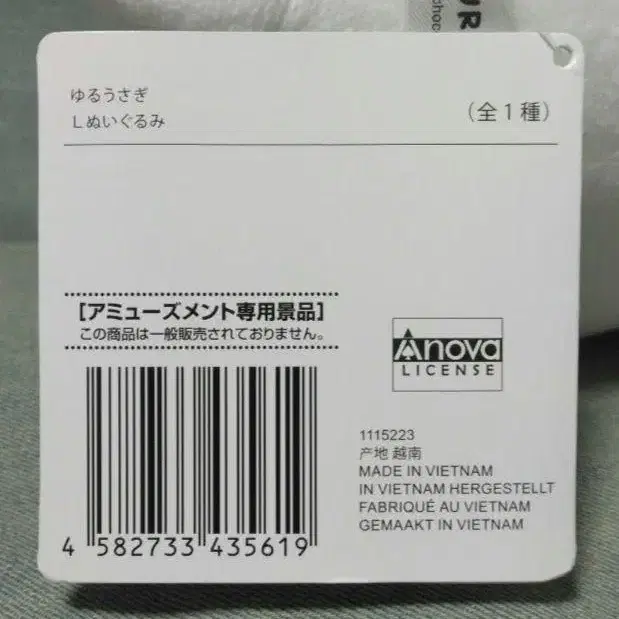 ゆるうさぎ
Lぬいぐるみ
（全1種）
[アミューズメント専用景品]
この商品は一般販売されておりません。
Anova
LICENSE
1115223
产地 越南
MADE IN VIETNAM
IN VIETNAM HERGESTELLT
FABRIQUÉ AU VIETNAM
GEMAAKT IN VIETNAM
4 582733 435619